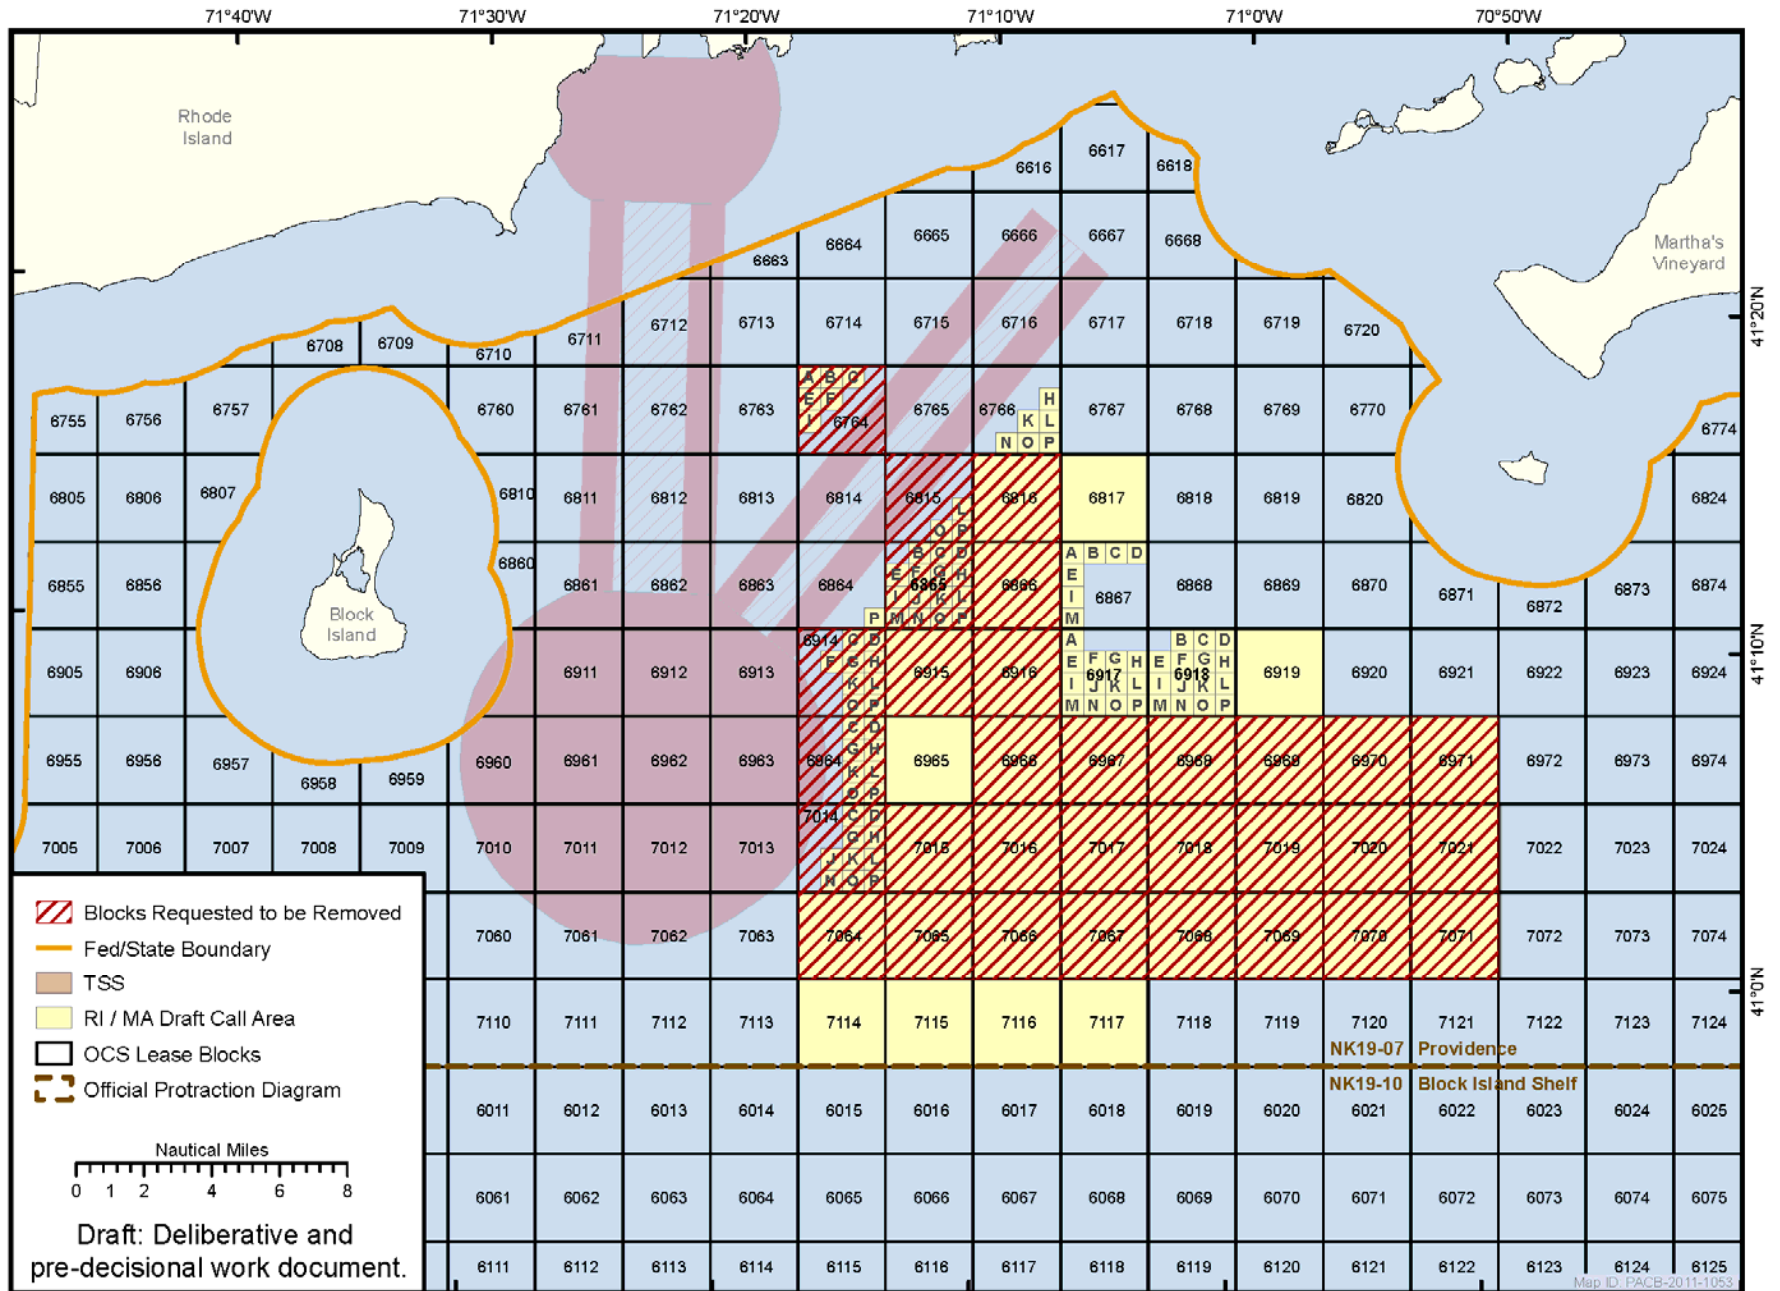 71°40'W 71°30'W 71°20'W 71°10'W 71°0'W 70°50'W
Rhode
Island
6616 6617 6618
Martha's
Vineyard
6663 6664 6665 6666 6667 6668
41°20'N
6708 6709 6710 6711 6712 6713 6714 6715 6716 6717 6718 6719 6720
A B C
E F H
I K L
N O P
6755 6756 6757 6760 6761 6762 6763 6764 6765 6766 6767 6768 6769 6770 6774
6805 6806 6807 6810 6811 6812 6813 6814 6815 6816 6817 6818 6819 6820 6824
L
O P
B C D A B C D
E F G H E
I J K L I
P M N O P M
6855 6856 6860 6861 6862 6863 6864 6865 6866 6867 6868 6869 6870 6871 6872 6873 6874
Block
Island
41°10'N
C D A B C D
F G H E F G H E F G H
K L I J K L I J K L
O P M N O P M N O P
6905 6906 6911 6912 6913 6914 6915 6916 6917 6918 6919 6920 6921 6922 6923 6924
C D
G H
K L
O P
6955 6956 6957 6958 6959 6960 6961 6962 6963 6964 6965 6966 6967 6968 6969 6970 6971 6972 6973 6974
C D
G H
J K L
N O P
7005 7006 7007 7008 7009 7010 7011 7012 7013 7014 7015 7016 7017 7018 7019 7020 7021 7022 7023 7024
7060 7061 7062 7063 7064 7065 7066 7067 7068 7069 7070 7071 7072 7073 7074
41°0'N
7110 7111 7112 7113 7114 7115 7116 7117 7118 7119 7120 7121 7122 7123 7124
NK19-07 Providence
NK19-10 Block Island Shelf
6011 6012 6013 6014 6015 6016 6017 6018 6019 6020 6021 6022 6023 6024 6025
6061 6062 6063 6064 6065 6066 6067 6068 6069 6070 6071 6072 6073 6074 6075
6111 6112 6113 6114 6115 6116 6117 6118 6119 6120 6121 6122 6123 6124 6125
Blocks Requested to be Removed
Fed/State Boundary
TSS
RI / MA Draft Call Area
OCS Lease Blocks
Official Protraction Diagram
Nautical Miles
0 1 2 4 6 8
Draft: Deliberative and
pre-decisional work document.
Map ID: PACB-2011-1053